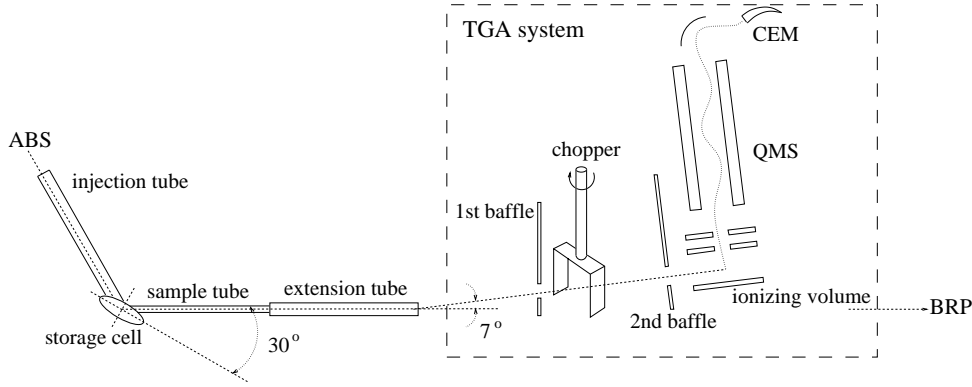 TGA system
CEM
ABS
injection tube
chopper
QMS
1st baffle
sample tube
extension tube
ionizing volume
BRP
storage cell
30°
7°
2nd baffle